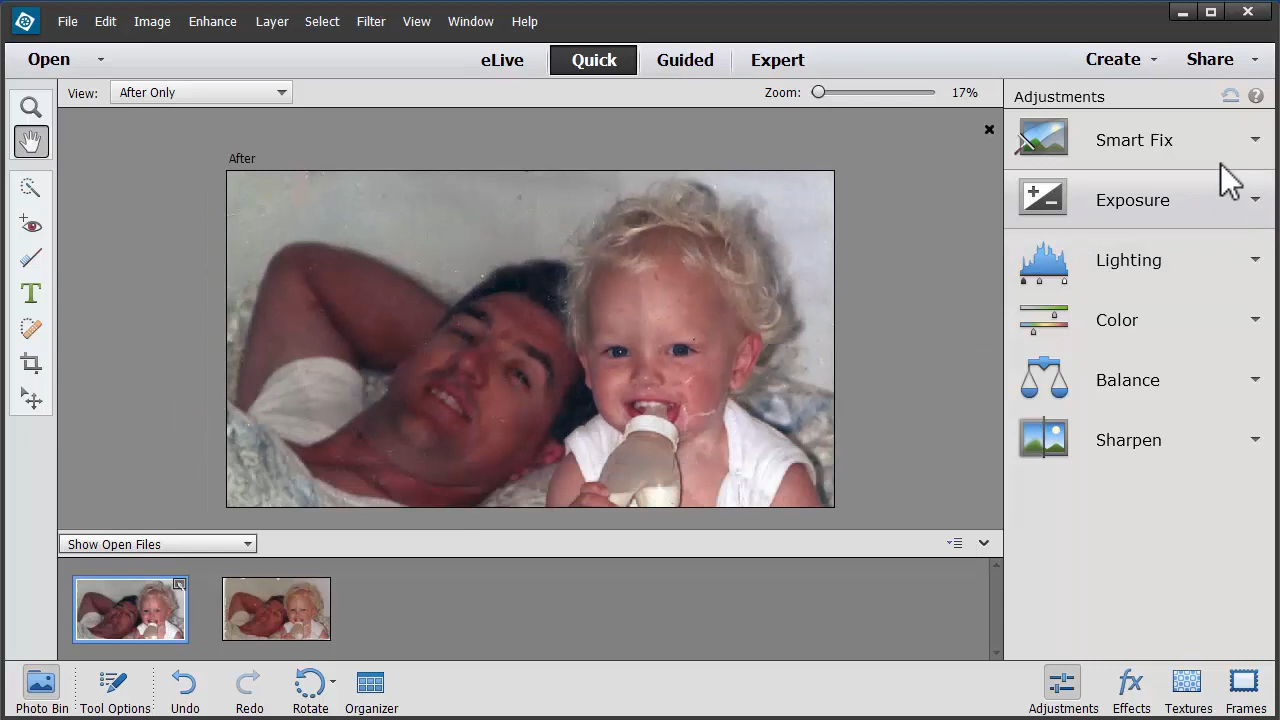 File Edit Image Enhance Layer Select Filter View Window Help
Open eLive Quick Guided Expert Create Share
View: After Only Zoom: 17% Adjustments
After
Smart Fix
Exposure
Lighting
Color
Balance
Sharpen
Show Open Files
Photo Bin Tool Options Undo Redo Rotate Organizer Adjustments Effects Textures Frames